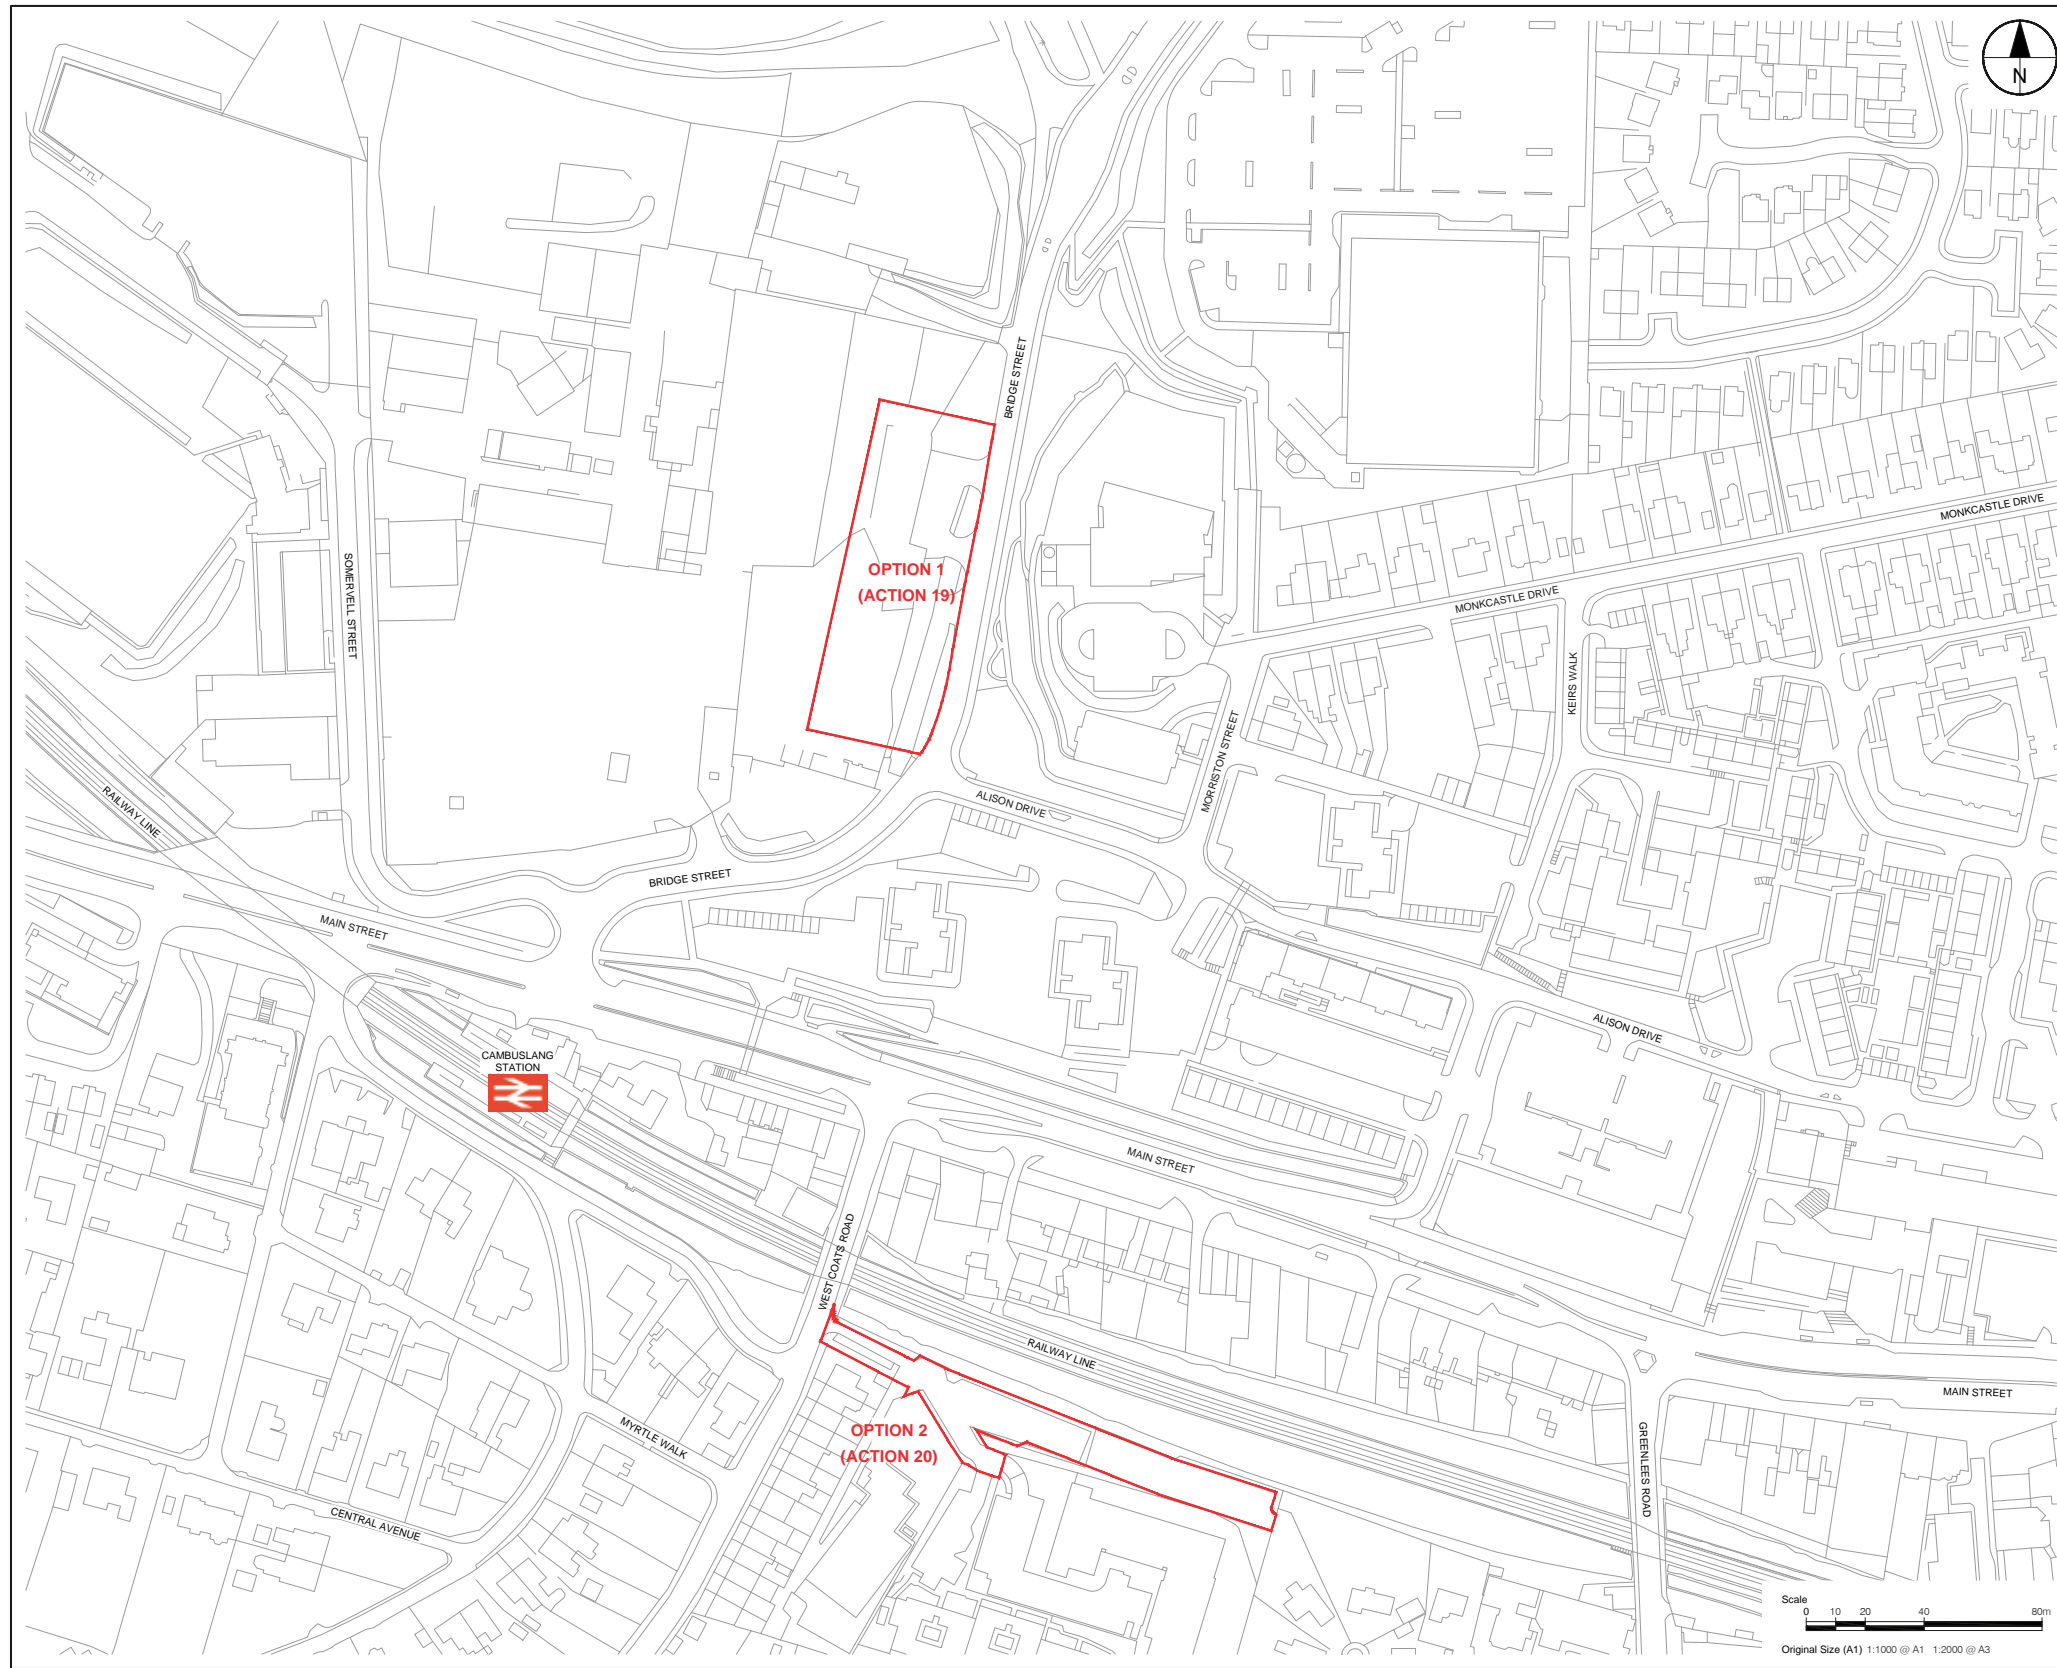 N
BRIDGE STREET
MONKCASTLE DRIVE
SOMERVELL STREET
OPTION 1
(ACTION 19)
MONKCASTLE DRIVE
KEIRS WALK
MORRISTON STREET
RAILWAY LINE
ALISON DRIVE
BRIDGE STREET
MAIN STREET
ALISON DRIVE
CAMBUSLANG
STATION
MAIN STREET
WEST COATS ROAD
RAILWAY LINE
MAIN STREET
OPTION 2
(ACTION 20)
MYRTLE WALK
GREENLEES ROAD
CENTRAL AVENUE
Scale
0 10 20 40 80m
Original Size (A1) 1:1000 @ A1 1:2000 @ A3